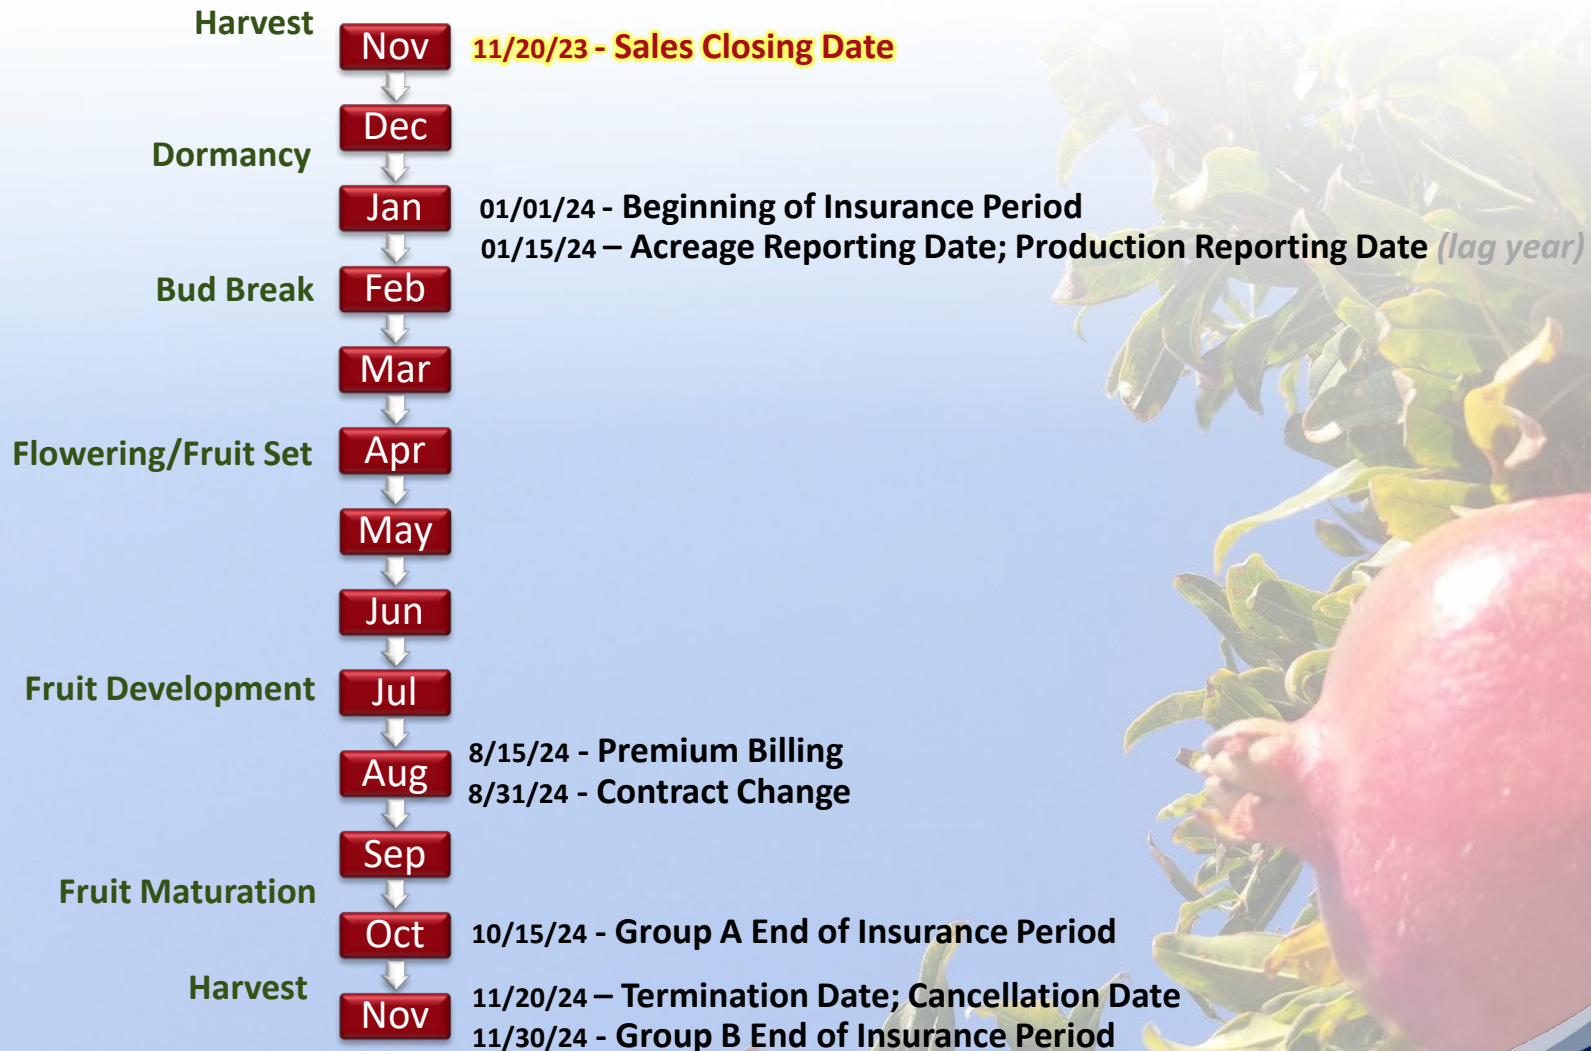 Harvest
Nov
11/20/23 - Sales Closing Date
Dec
Dormancy
Jan
01/01/24 - Beginning of Insurance Period
01/15/24 – Acreage Reporting Date; Production Reporting Date (lag year)
Bud Break
Feb
Mar
Flowering/Fruit Set
Apr
May
Jun
Fruit Development
Jul
8/15/24 - Premium Billing
Aug
8/31/24 - Contract Change
Sep
Fruit Maturation
Oct
10/15/24 - Group A End of Insurance Period
Harvest
11/20/24 – Termination Date; Cancellation Date
Nov
11/30/24 - Group B End of Insurance Period